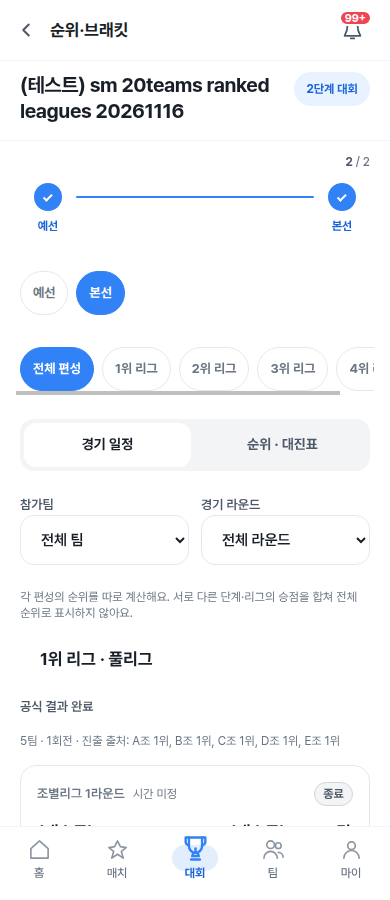 순위·브래킷
99+
(테스트) sm 20teams ranked
leagues 20261116
2단계 대회
2 / 2
예선
본선
예선
본선
전체 편성
1위 리그
2위 리그
3위 리그
4위
경기 일정
순위 · 대진표
참가팀
경기 라운드
전체 팀
전체 라운드
각 편성의 순위를 따로 계산해요. 서로 다른 단계·리그의 승점을 합쳐 전체
순위로 표시하지 않아요.
1위 리그 · 풀리그
공식 결과 완료
5팀 · 1회전 · 진출 출처: A조 1위, B조 1위, C조 1위, D조 1위, E조 1위
조별리그 1라운드
시간 미정
종료
홈
매치
대회
팀
마이